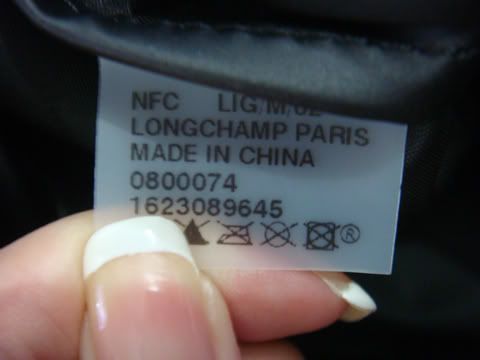 NFC LIG/M/02
LONGCHAMP PARIS
MADE IN CHINA
0800074
1623089645
®